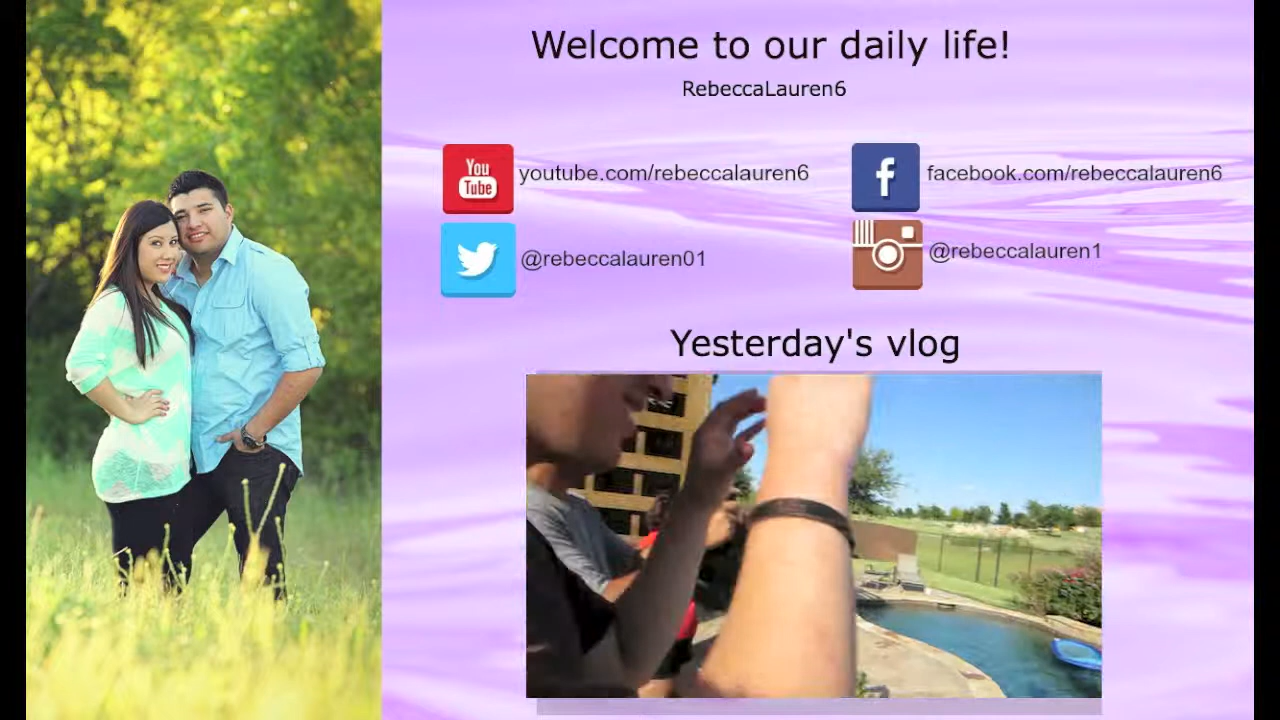 Welcome to our daily life!
RebeccaLauren6
You Tube youtube.com/rebeccalauren6
f facebook.com/rebeccalauren6
@rebeccalauren01
@rebeccalauren1
Yesterday's vlog